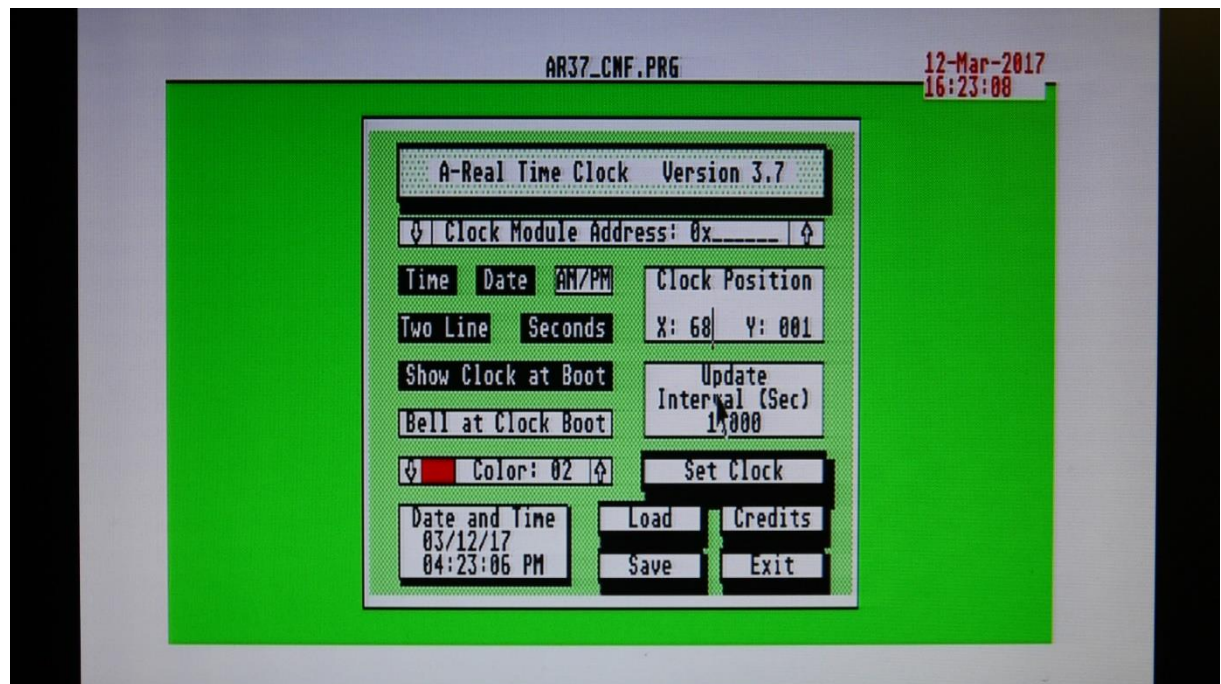 AR37_CNF.PRG
12-Mar-2017
16:23:08
A-Real Time Clock Version 3.7
Clock Module Address: 0x______
Time Date AM/PM
Clock Position
X: 68 Y: 001
Two Line Seconds
Show Clock at Boot
Update
Interval (Sec)
1.000
Bell at Clock Boot
Color: 02
Set Clock
Date and Time
03/12/17
04:23:06 PM
Load Credits
Save Exit